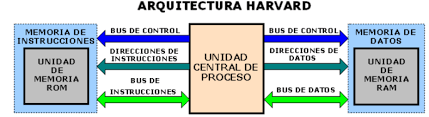 ARQUITECTURA HARVARD
MEMORIA DE
INSTRUCCIONES
UNIDAD
DE
MEMORIA
ROM
BUS DE CONTROL
DIRECCIONES DE
INSTRUCCIONES
BUS DE
INSTRUCCIONES
UNIDAD
CENTRAL DE
PROCESO
BUS DE CONTROL
DIRECCIONES DE
DATOS
BUS DE DATOS
MEMORIA DE
DATOS
UNIDAD
DE
MEMORIA
RAM